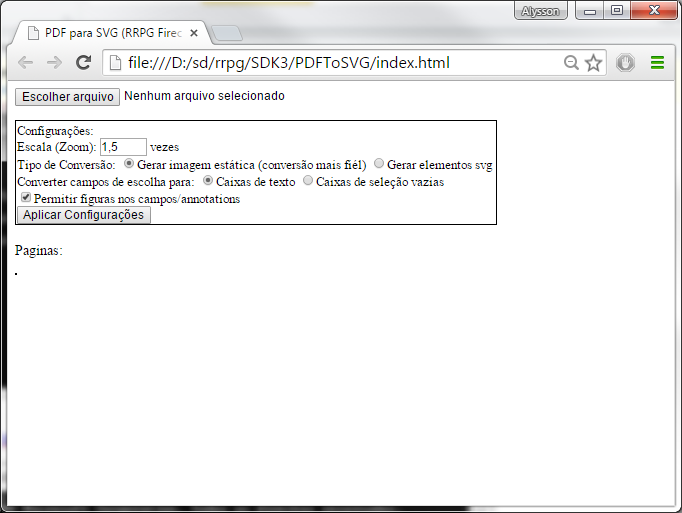 Alysson
PDF para SVG (RRPG Firec
file:///D:/sd/rrpg/SDK3/PDFToSVG/index.html
Escolher arquivo Nenhum arquivo selecionado
Configurações:
Escala (Zoom): 1,5 vezes
Tipo de Conversão: Gerar imagem estática (conversão mais fiél) Gerar elementos svg
Converter campos de escolha para: Caixas de texto Caixas de seleção vazias
Permitir figuras nos campos/annotations
Aplicar Configurações
Paginas: